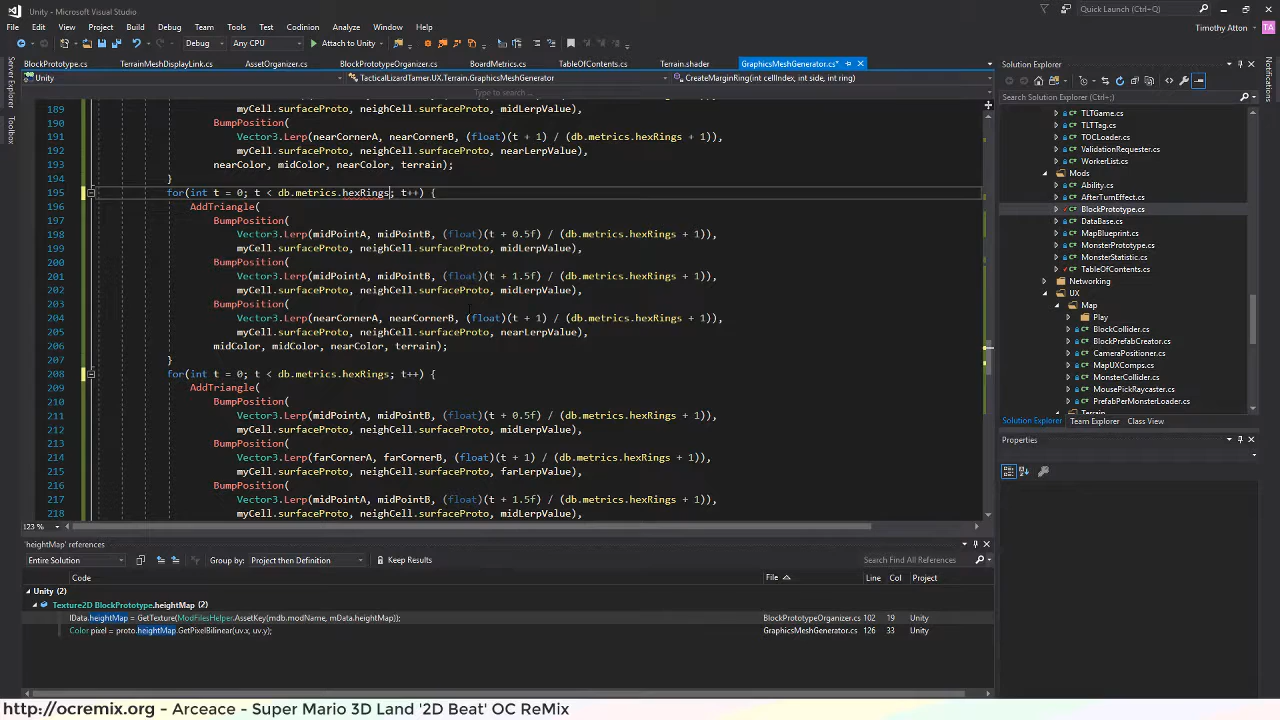 Unity - Microsoft Visual Studio
Quick Launch (Ctrl+Q)
File Edit View Project Build Debug Team Tools Test CodeMaid Analyze Window Help
Timothy Atton TA
Debug Any CPU Attach to Unity
BlockPrototype.cs TerrainMeshDisplayLink.cs AssetOrganizer.cs BlockPrototypeOrganizer.cs BoardMetrics.cs TableOfContents.cs Terrain.shader GraphicsMeshGenerator.cs*
Unity TacticalLizardTamer.UX.Terrain.GraphicsMeshGenerator CreateMarginRing(int cellIndex, int side, int ring)
Type to search ...
189 myCell.surfaceProto, neighCell.surfaceProto, midLerpValue),
190 BumpPosition(
191 Vector3.Lerp(nearCornerA, nearCornerB, (float)(t + 1) / (db.metrics.hexRings + 1)),
192 myCell.surfaceProto, neighCell.surfaceProto, nearLerpValue),
193 nearColor, midColor, nearColor, terrain);
194 }
195 for(int t = 0; t < db.metrics.hexRings; t++) {
196 AddTriangle(
197 BumpPosition(
198 Vector3.Lerp(midPointA, midPointB, (float)(t + 0.5f) / (db.metrics.hexRings + 1)),
199 myCell.surfaceProto, neighCell.surfaceProto, midLerpValue),
200 BumpPosition(
201 Vector3.Lerp(midPointA, midPointB, (float)(t + 1.5f) / (db.metrics.hexRings + 1)),
202 myCell.surfaceProto, neighCell.surfaceProto, midLerpValue),
203 BumpPosition(
204 Vector3.Lerp(nearCornerA, nearCornerB, (float)(t + 1) / (db.metrics.hexRings + 1)),
205 myCell.surfaceProto, neighCell.surfaceProto, nearLerpValue),
206 midColor, midColor, nearColor, terrain);
207 }
208 for(int t = 0; t < db.metrics.hexRings; t++) {
209 AddTriangle(
210 BumpPosition(
211 Vector3.Lerp(midPointA, midPointB, (float)(t + 0.5f) / (db.metrics.hexRings + 1)),
212 myCell.surfaceProto, neighCell.surfaceProto, midLerpValue),
213 BumpPosition(
214 Vector3.Lerp(farCornerA, farCornerB, (float)(t + 1) / (db.metrics.hexRings + 1)),
215 myCell.surfaceProto, neighCell.surfaceProto, farLerpValue),
216 BumpPosition(
217 Vector3.Lerp(midPointA, midPointB, (float)(t + 1.5f) / (db.metrics.hexRings + 1)),
218 myCell.surfaceProto, neighCell.surfaceProto, midLerpValue),
123 %
Server Explorer
Toolbox
Notifications
Solution Explorer
Search Solution Explorer (Ctrl+;)
TLTGame.cs
TLTTag.cs
TOCLoader.cs
ValidationRequester.cs
WorkerList.cs
Mods
Ability.cs
AfterTurnEffect.cs
BlockPrototype.cs
DataBase.cs
MapBlueprint.cs
MonsterPrototype.cs
MonsterStatistic.cs
TableOfContents.cs
Networking
UX
Map
Play
BlockCollider.cs
BlockPrefabCreator.cs
CameraPositioner.cs
MapUXComps.cs
MonsterCollider.cs
MousePickRaycaster.cs
PrefabPerMonsterLoader.cs
Terrain
Solution Explorer Team Explorer Class View
Properties
'heightMap' references
Entire Solution Group by: Project then Definition Keep Results Search Find All References
Code File Line Col Project
Unity (2)
Texture2D BlockPrototype.heightMap (2)
lData.heightMap = GetTexture(ModFilesHelper.AssetKey(mdb.modName, mData.heightMap)); BlockPrototypeOrganizer.cs 102 19 Unity
Color pixel = proto.heightMap.GetPixelBilinear(uv.x, uv.y); GraphicsMeshGenerator.cs 126 33 Unity
http://ocremix.org - Arceace - Super Mario 3D Land '2D Beat' OC ReMix